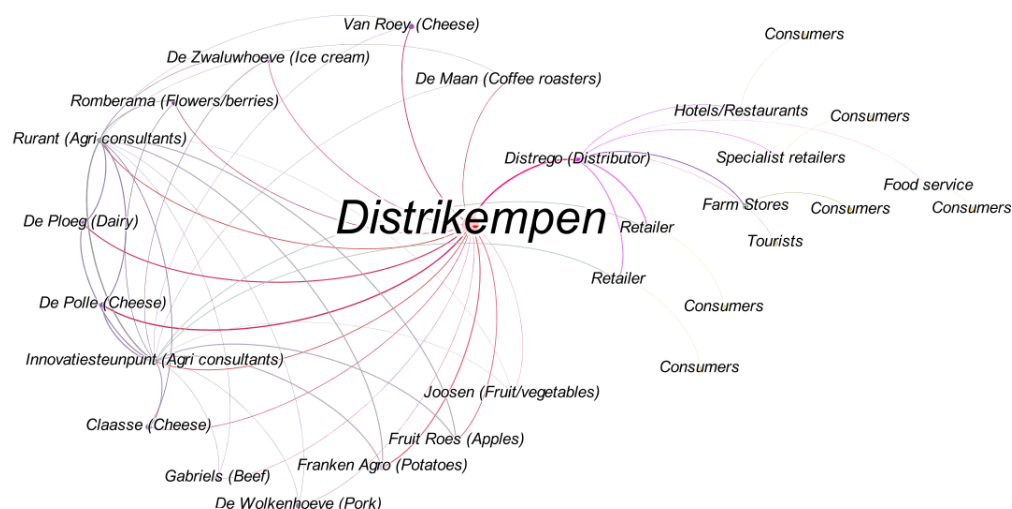 Van Roey (Cheese)
Consumers
De Zwaluwhoeve (Ice cream)
De Maan (Coffee roasters)
Romberama (Flowers/berries)
Hotels/Restaurants
Consumers
Rurant (Agri consultants)
Distrego (Distributor)
Specialist retailers
Food service
De Ploeg (Dairy)
Distrikempen
Retailer
Farm Stores
Consumers
Consumers
Tourists
Retailer
De Polle (Cheese)
Consumers
Innovatiesteunpunt (Agri consultants)
Consumers
Joosen (Fruit/vegetables)
Claasse (Cheese)
Fruit Roes (Apples)
Franken Agro (Potatoes)
Gabriels (Beef)
De Wolkenhoeve (Pork)